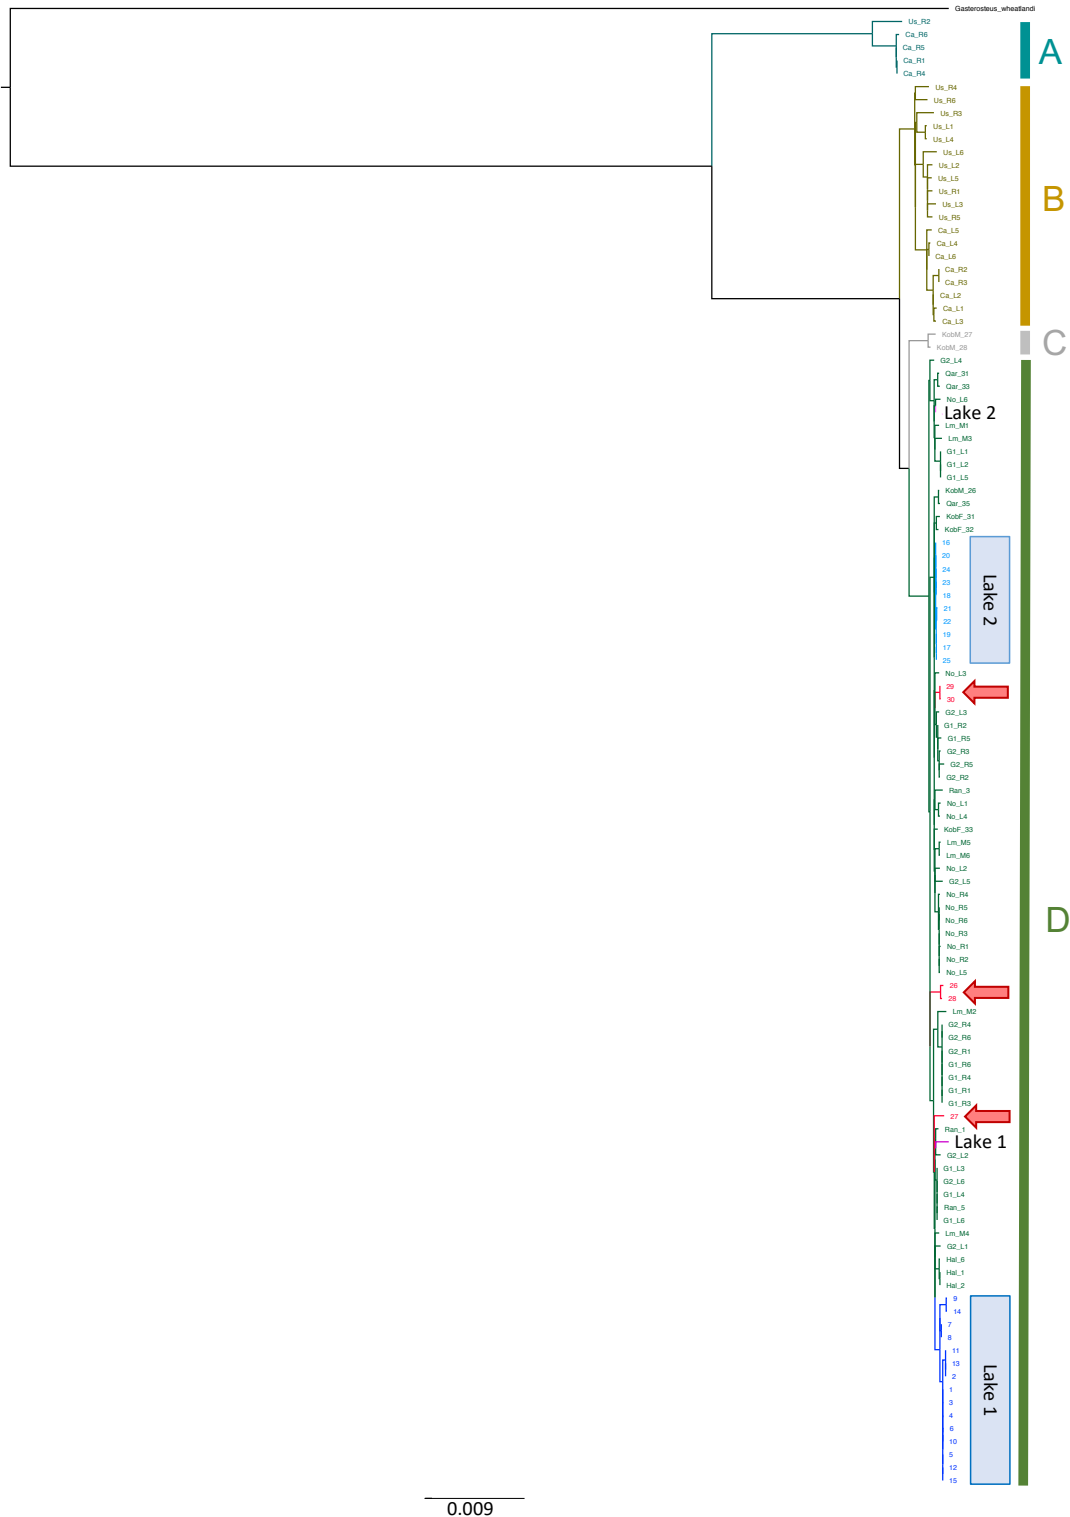 Gasterosteus_wheatlandi
Us_R2
Ca_R6
Ca_R5
Ca_R1
Ca_R4
A
Us_R4
Us_R6
Us_R3
Us_L1
Us_L4
Us_L6
Us_L2
Us_L5
Us_R1
Us_L3
Us_R5
Ca_L5
Ca_L4
Ca_L6
Ca_R2
Ca_R3
Ca_L2
Ca_L1
Ca_L3
B
KobM_27
KobM_28
C
G2_L4
Qar_31
Qar_33
No_L6
Lake 2
Lm_M1
Lm_M3
G1_L1
G1_L2
G1_L5
KobM_26
Qar_35
KobF_31
KobF_32
16
20
24
23
18
21
22
19
17
25
Lake 2
No_L3
29
30
G2_L3
G1_R2
G1_R5
G2_R3
G2_R5
G2_R2
Ran_3
No_L1
No_L4
KobF_33
Lm_M5
Lm_M6
No_L2
G2_L5
No_R4
No_R5
No_R6
No_R3
No_R1
No_R2
No_L5
D
26
28
Lm_M2
G2_R4
G2_R6
G2_R1
G1_R6
G1_R4
G1_R1
G1_R3
27
Ran_1
Lake 1
G2_L2
G1_L3
G2_L6
G1_L4
Ran_5
G1_L6
Lm_M4
G2_L1
Hal_6
Hal_1
Hal_2
9
14
7
8
11
13
2
1
3
4
6
10
5
12
15
Lake 1
0.009